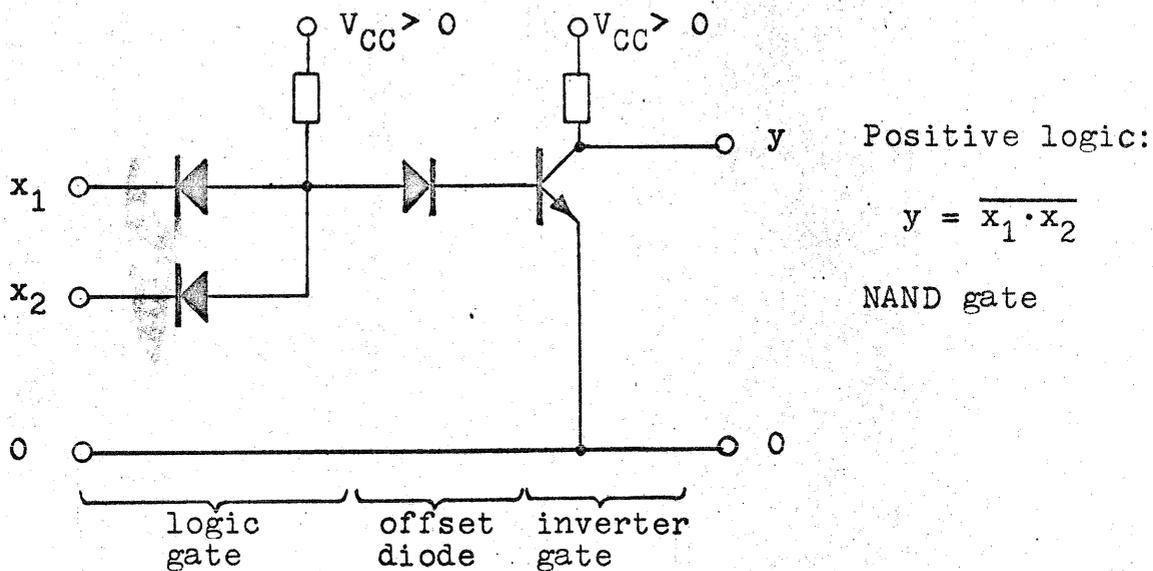 V_CC > 0
V_CC > 0
y
Positive logic:
x_1
y = \overline{x_1·x_2}
x_2
NAND gate
0
0
logic gate
offset diode
inverter gate